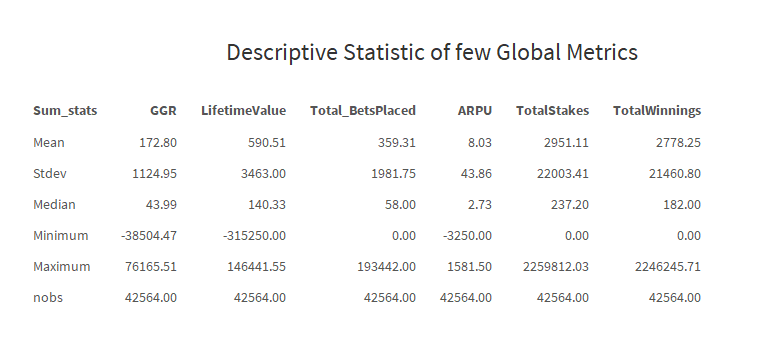 Descriptive Statistic of few Global Metrics
Sum_stats GGR LifetimeValue Total_BetsPlaced ARPU TotalStakes TotalWinnings
Mean 172.80 590.51 359.31 8.03 2951.11 2778.25
Stdev 1124.95 3463.00 1981.75 43.86 22003.41 21460.80
Median 43.99 140.33 58.00 2.73 237.20 182.00
Minimum -38504.47 -315250.00 0.00 -3250.00 0.00 0.00
Maximum 76165.51 146441.55 193442.00 1581.50 2259812.03 2246245.71
nobs 42564.00 42564.00 42564.00 42564.00 42564.00 42564.00